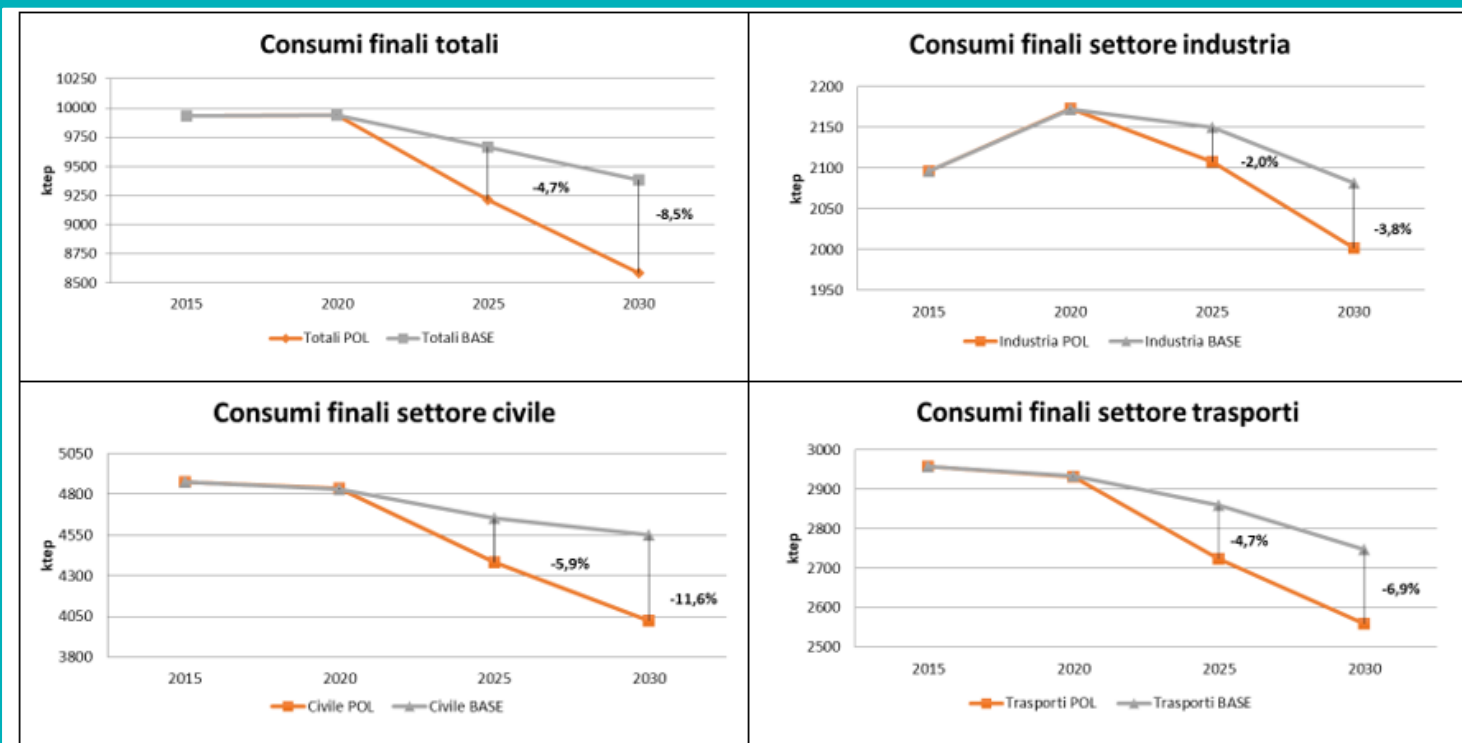 Consumi finali totali
ktep
10250
10000
9750
9500
9250
9000
8750
8500
-4,7%
-8,5%
2015 2020 2025 2030
Totali POL Totali BASE
Consumi finali settore industria
ktep
2200
2150
2100
2050
2000
1950
-2,0%
-3,8%
2015 2020 2025 2030
Industria POL Industria BASE
Consumi finali settore civile
ktep
5050
4800
4550
4300
4050
3800
-5,9%
-11,6%
2015 2020 2025 2030
Civile POL Civile BASE
Consumi finali settore trasporti
ktep
3000
2900
2800
2700
2600
2500
-4,7%
-6,9%
2015 2020 2025 2030
Trasporti POL Trasporti BASE